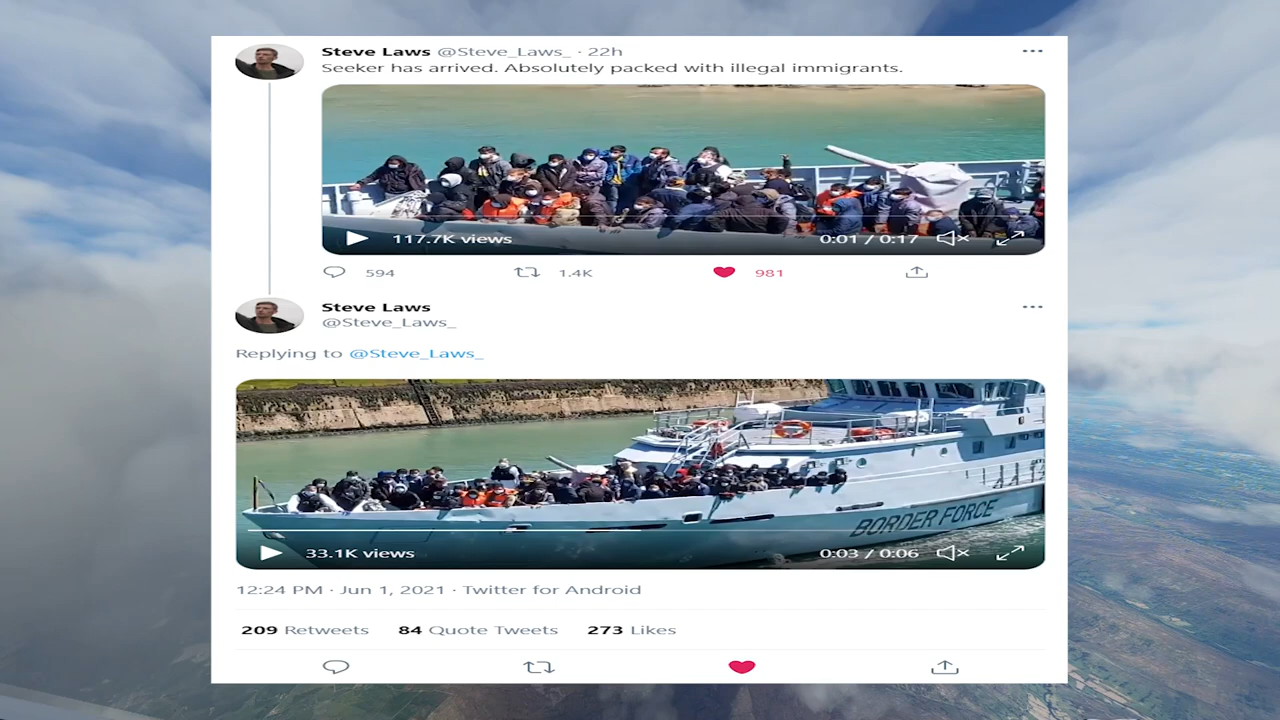 Steve Laws @Steve_Laws_ · 22h
Seeker has arrived. Absolutely packed with illegal immigrants.
117.7K views
0:01 / 0:17
594
1.4K
981
Steve Laws
@Steve_Laws_
Replying to @Steve_Laws_
BORDER FORCE
33.1K views
0:03 / 0:06
12:24 PM · Jun 1, 2021 · Twitter for Android
209 Retweets 84 Quote Tweets 273 Likes